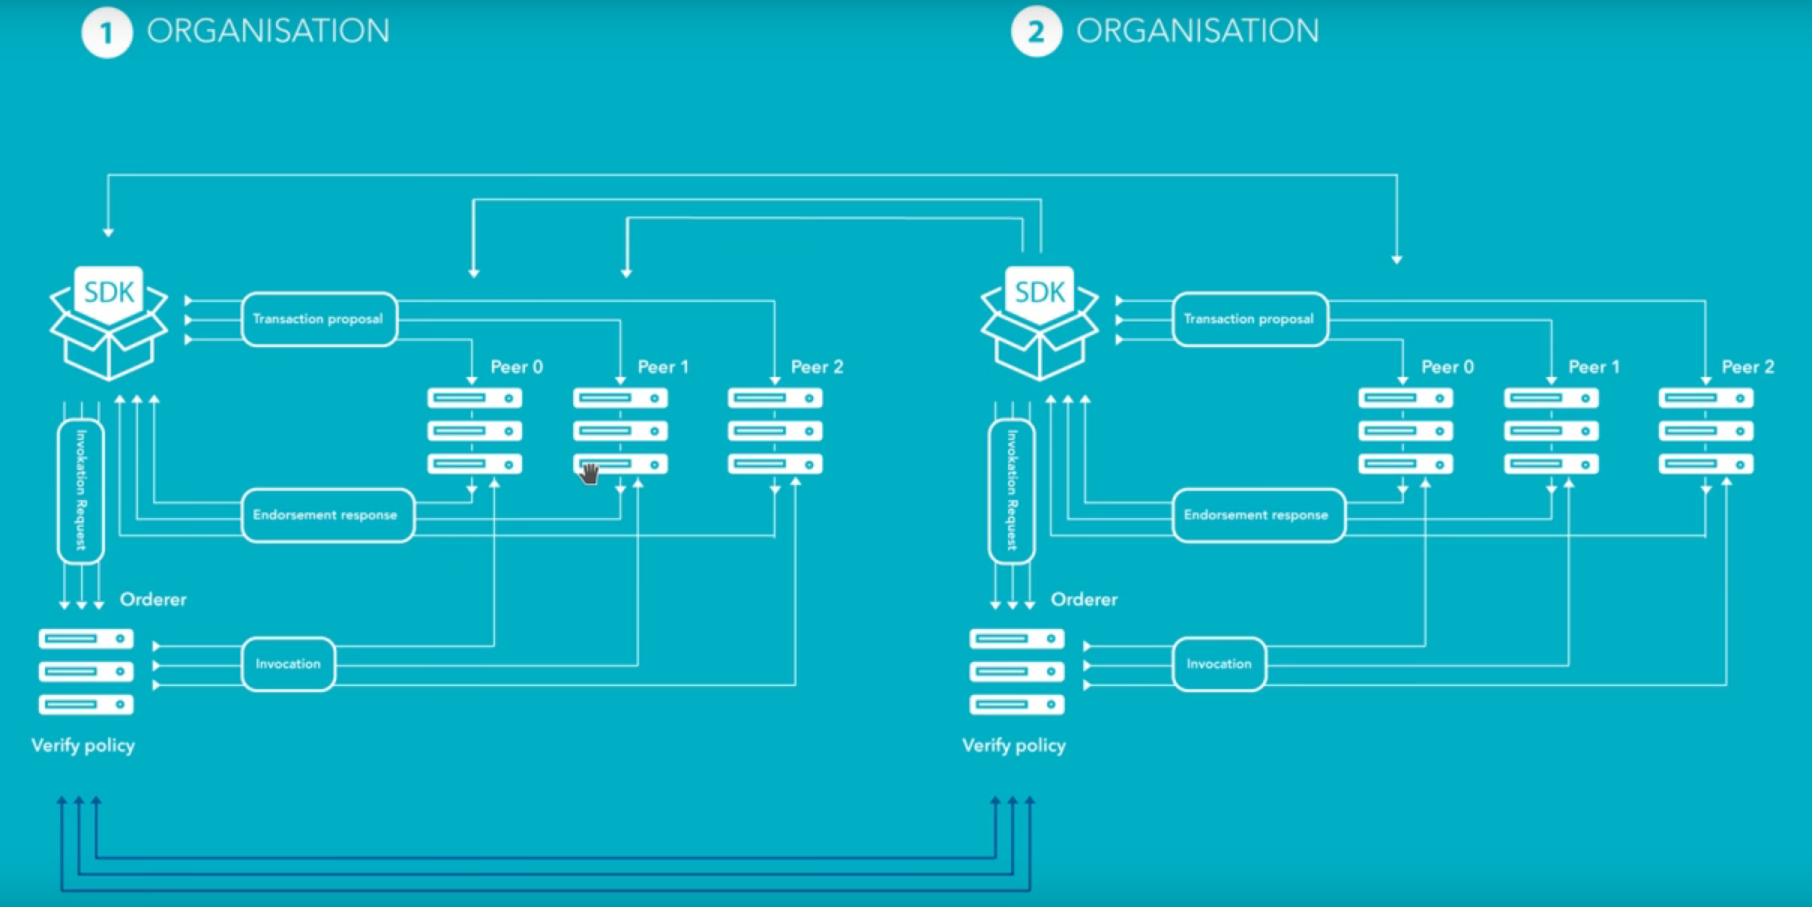 1 ORGANISATION
2 ORGANISATION
SDK
Transaction proposal
Peer 0
Peer 1
Peer 2
Invokation Request
Endorsement response
Orderer
Invocation
Verify policy
SDK
Transaction proposal
Peer 0
Peer 1
Peer 2
Invokation Request
Endorsement response
Orderer
Invocation
Verify policy